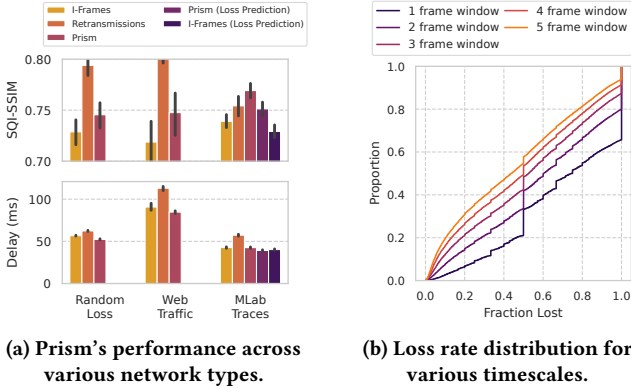 I-Frames
Retransmissions
Prism
Prism (Loss Prediction)
I-Frames (Loss Prediction)
SQI-SSIM
0.80
0.75
0.70
Delay (ms)
100
50
0
Random
Loss
Web
Traffic
MLab
Traces
(a) Prism's performance across
various network types.
1 frame window
2 frame window
3 frame window
4 frame window
5 frame window
Proportion
1.0
0.8
0.6
0.4
0.2
0.0
0.0 0.2 0.4 0.6 0.8 1.0
Fraction Lost
(b) Loss rate distribution for
various timescales.